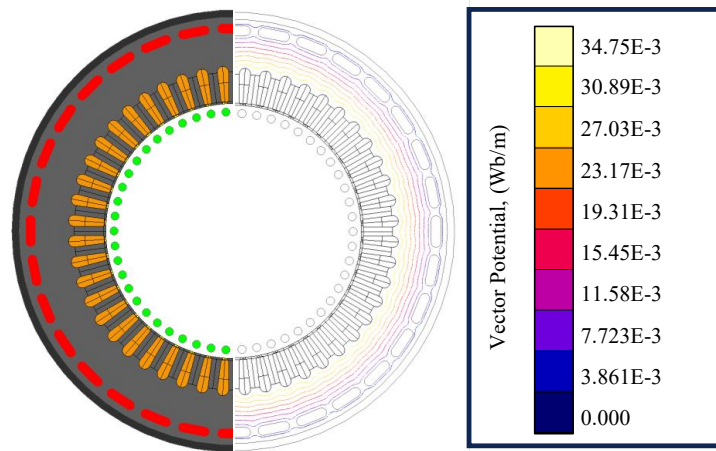 Vector Potential, (Wb/m)
34.75E-3
30.89E-3
27.03E-3
23.17E-3
19.31E-3
15.45E-3
11.58E-3
7.723E-3
3.861E-3
0.000